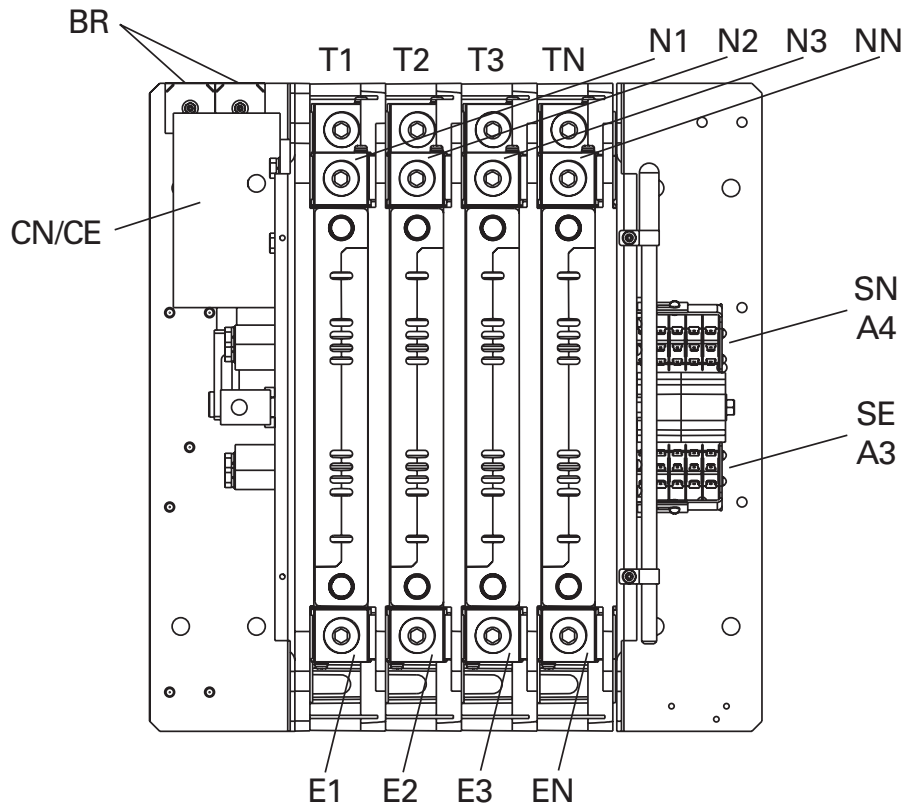 BR
T1 T2 T3 TN N1 N2 N3 NN
CN/CE
SN
A4
SE
A3
E1 E2 E3 EN